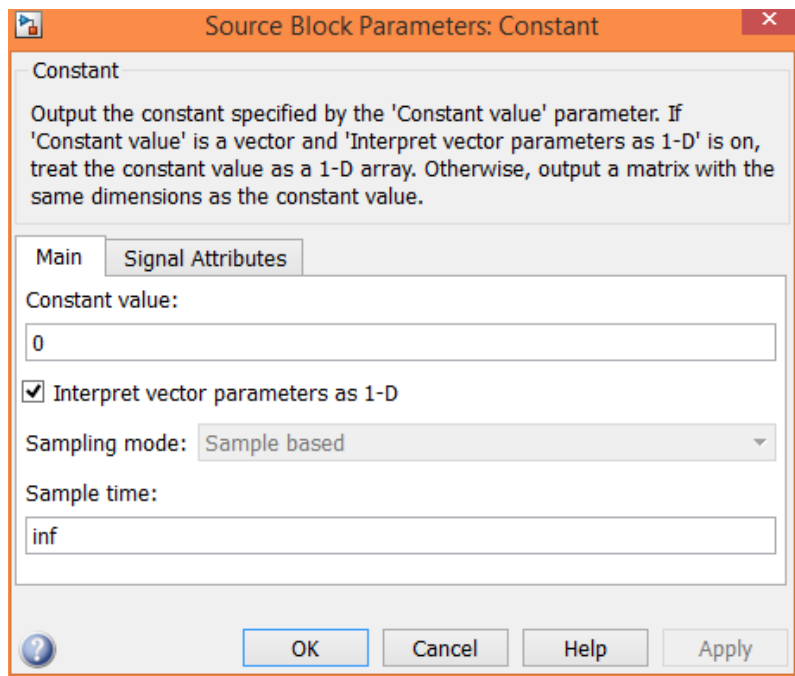 Source Block Parameters: Constant
Constant
Output the constant specified by the 'Constant value' parameter. If
'Constant value' is a vector and 'Interpret vector parameters as 1-D' is on,
treat the constant value as a 1-D array. Otherwise, output a matrix with the
same dimensions as the constant value.
Main Signal Attributes
Constant value:
0
Interpret vector parameters as 1-D
Sampling mode: Sample based
Sample time:
inf
OK Cancel Help Apply